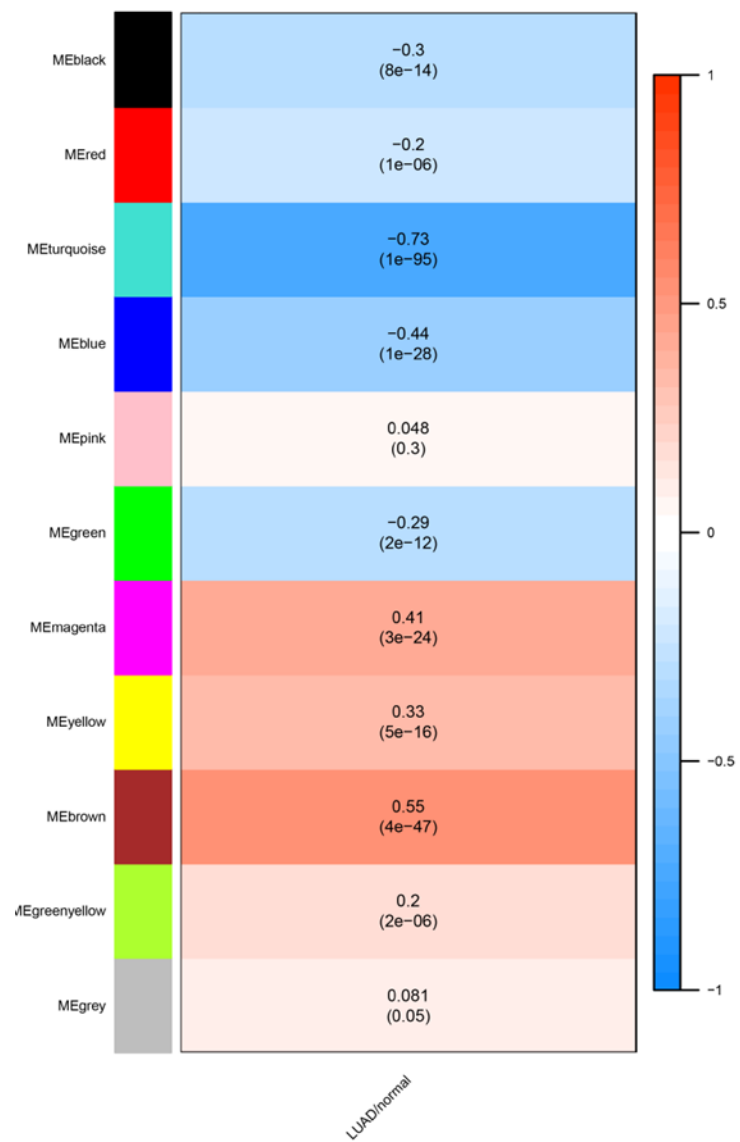 MEblack
−0.3
(8e−14)
MEred
−0.2
(1e−06)
MEturquoise
−0.73
(1e−95)
MEblue
−0.44
(1e−28)
MEpink
0.048
(0.3)
MEgreen
−0.29
(2e−12)
MEmagenta
0.41
(3e−24)
MEyellow
0.33
(5e−16)
MEbrown
0.55
(4e−47)
MEgreenyellow
0.2
(2e−06)
MEgrey
0.081
(0.05)
LUAD/normal
1
0.5
0
−0.5
−1